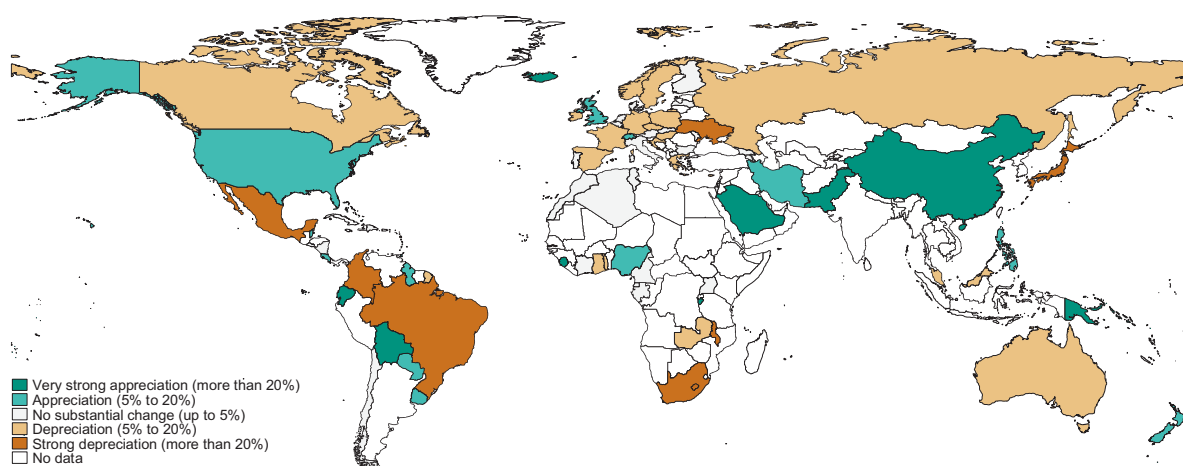 Very strong appreciation (more than 20%)
Appreciation (5% to 20%)
No substantial change (up to 5%)
Depreciation (5% to 20%)
Strong depreciation (more than 20%)
No data